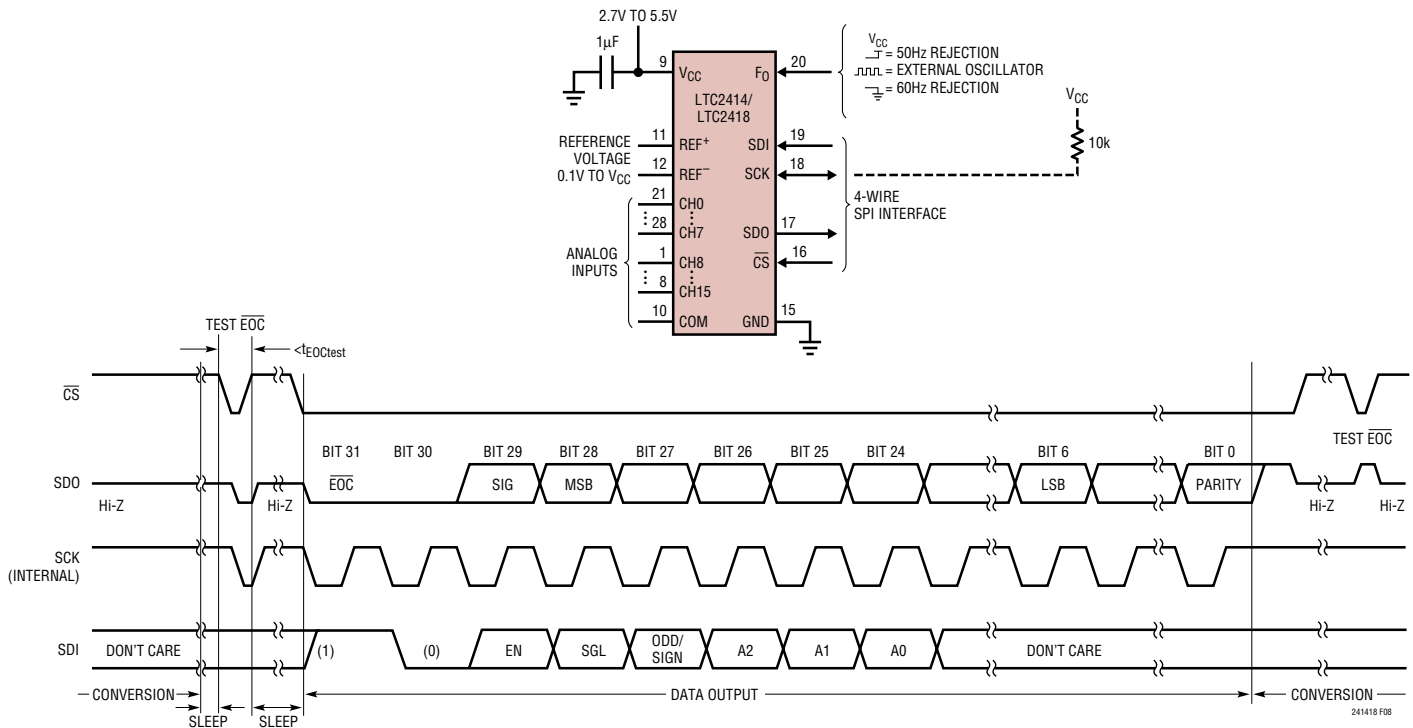 2.7V TO 5.5V
1µF
9
VCC
FO
20
VCC
= 50Hz REJECTION
= EXTERNAL OSCILLATOR
= 60Hz REJECTION
LTC2414/
LTC2418
VCC
10k
REFERENCE
VOLTAGE
0.1V TO VCC
11
REF+
12
REF–
SDI
19
SCK
18
4-WIRE
SPI INTERFACE
ANALOG
INPUTS
21
CH0
28
CH7
1
CH8
8
CH15
10
COM
SDO
17
CS
16
GND
15
TEST EOC
<tEOCtest
CS
TEST EOC
BIT 31
BIT 30
BIT 29
BIT 28
BIT 27
BIT 26
BIT 25
BIT 24
BIT 6
BIT 0
SDO
EOC
SIG
MSB
LSB
PARITY
Hi-Z
Hi-Z
Hi-Z
Hi-Z
SCK
(INTERNAL)
SDI
DON'T CARE
(1)
(0)
EN
SGL
ODD/
SIGN
A2
A1
A0
DON'T CARE
CONVERSION
DATA OUTPUT
CONVERSION
SLEEP
SLEEP
241418 F08